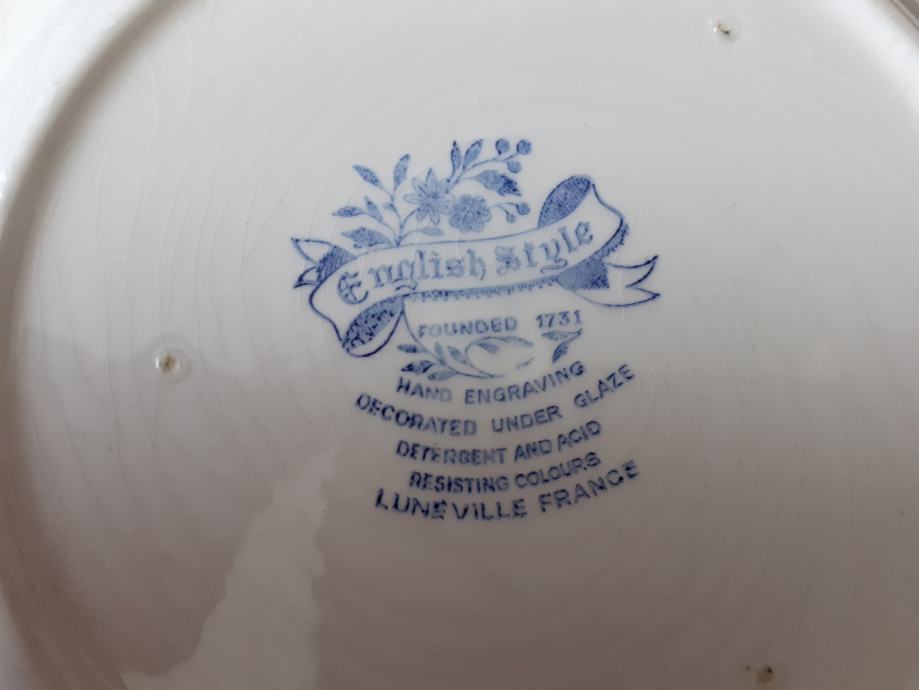 English Style
FOUNDED 1731
HAND ENGRAVING
DECORATED UNDER GLAZE
DETERGENT AND ACID
RESISTING COLOURS
LUNEVILLE FRANCE